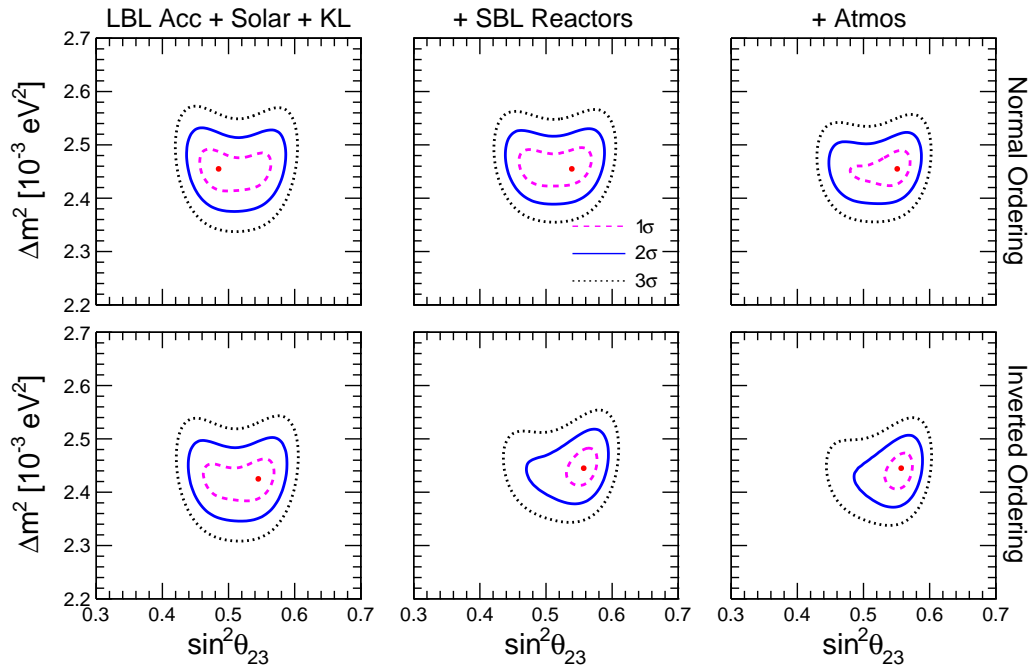 LBL Acc + Solar + KL
+ SBL Reactors
+ Atmos
2.7
2.6
2.5
2.4
2.3
2.2
Δm² [10⁻³ eV²]
1σ
2σ
3σ
Normal Ordering
2.7
2.6
2.5
2.4
2.3
2.2
Δm² [10⁻³ eV²]
Inverted Ordering
0.3 0.4 0.5 0.6 0.7
0.3 0.4 0.5 0.6 0.7
0.3 0.4 0.5 0.6 0.7
sin²θ₂₃
sin²θ₂₃
sin²θ₂₃